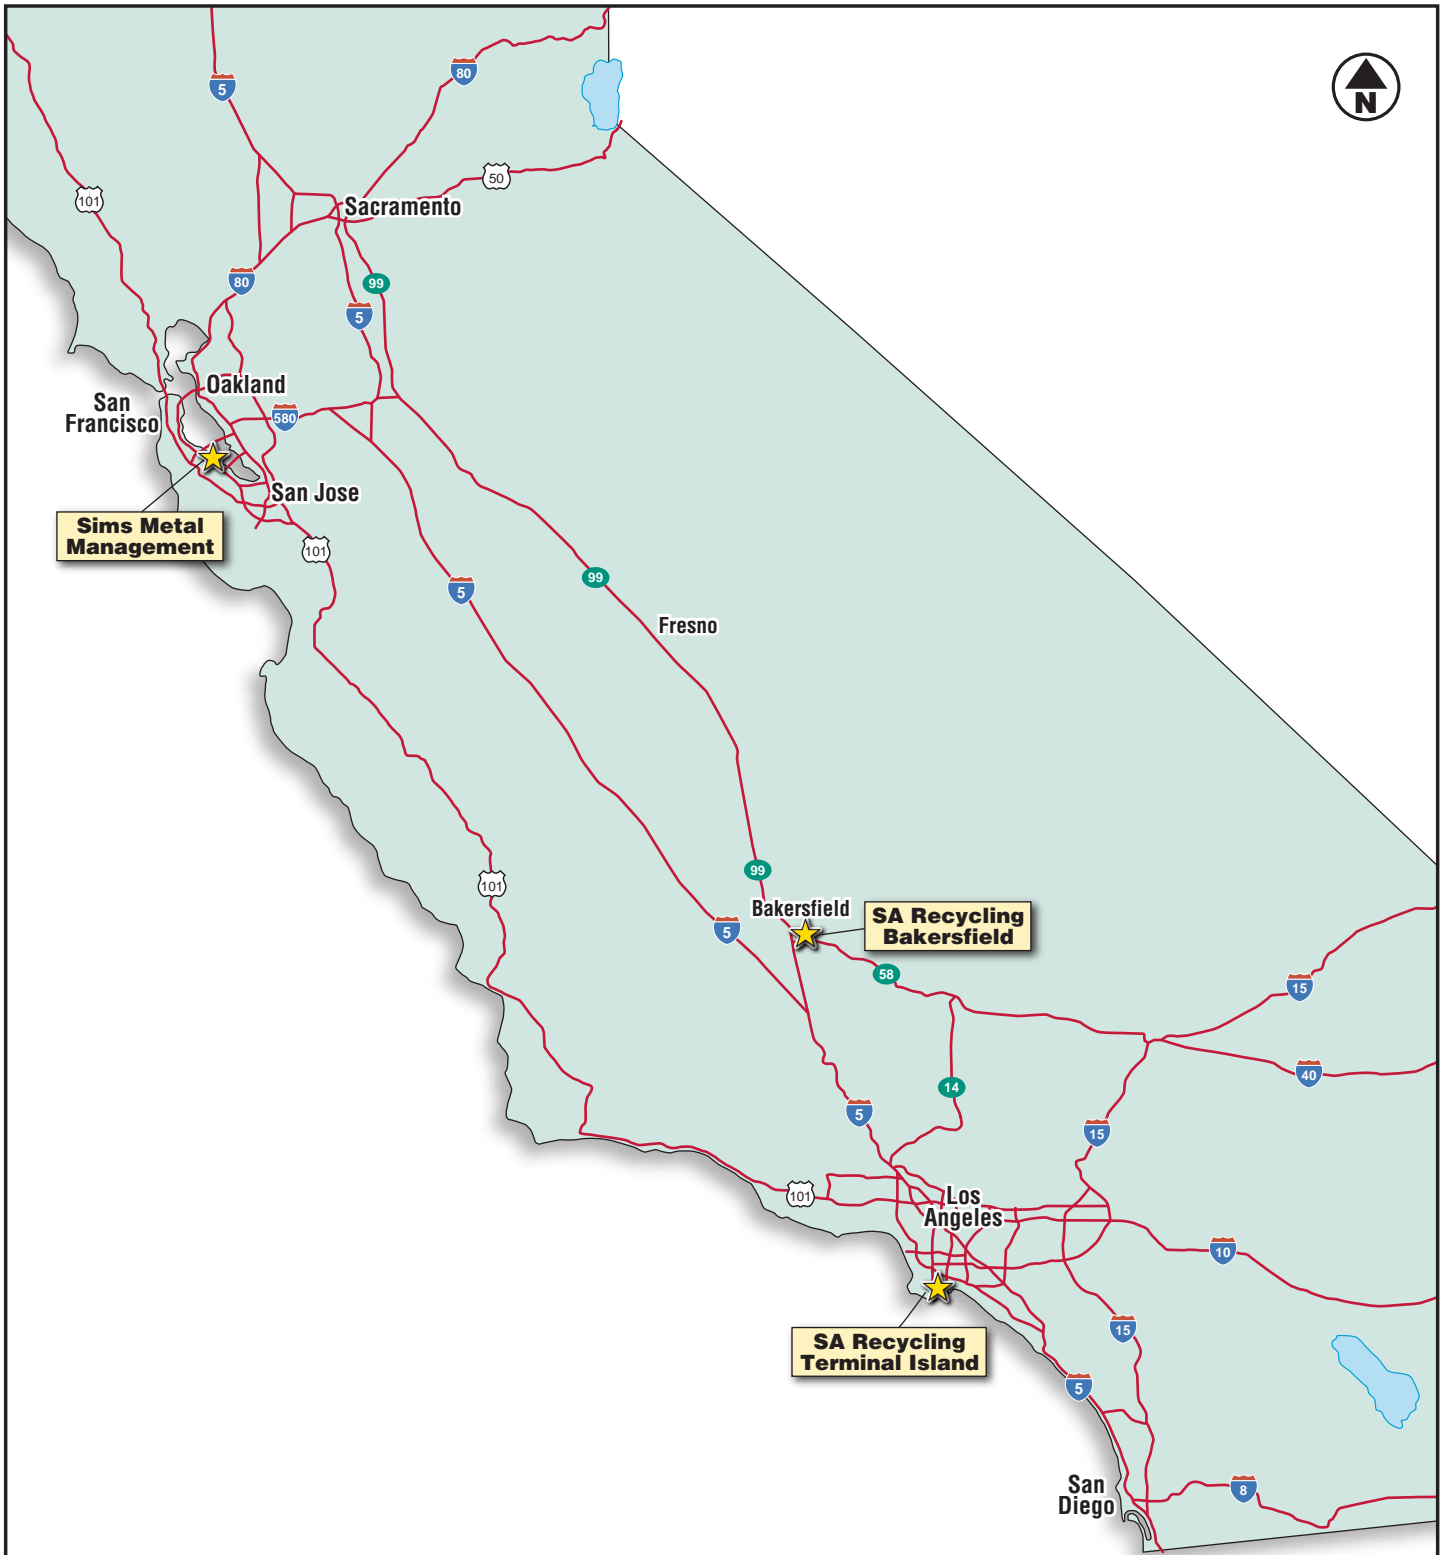 N
80
5
50
101
Sacramento
80
99
5
Oakland
San
Francisco
580
San Jose
Sims Metal
Management
101
99
5
Fresno
99
101
Bakersfield
SA Recycling
Bakersfield
5
58
15
40
14
5
15
101
Los
Angeles
10
SA Recycling
Terminal Island
15
5
San
Diego
8